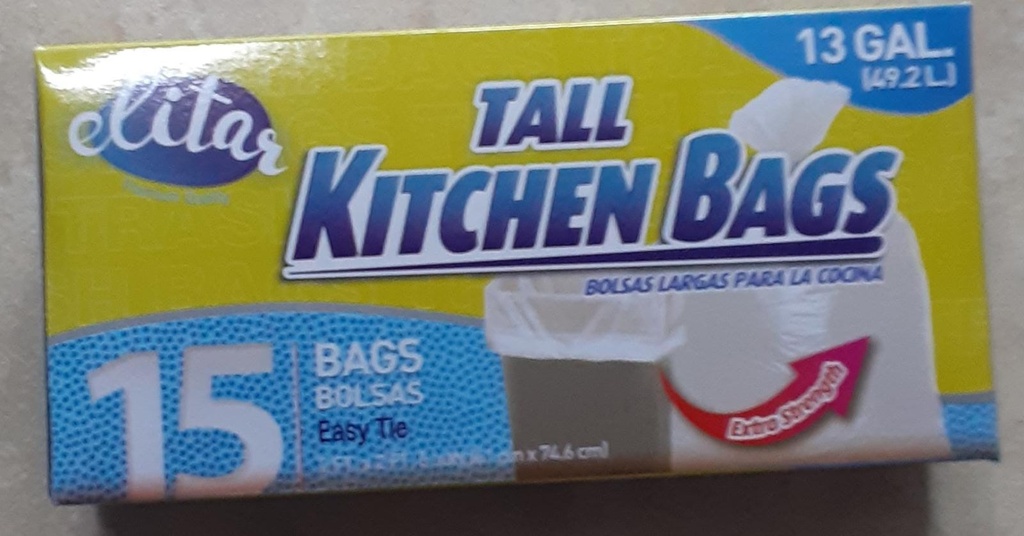 elitar
13 GAL.
(49.2 L.)
TALL
KITCHEN BAGS
BOLSAS LARGAS PARA LA COCINA
15
BAGS
BOLSAS
Easy Tie
x 74.6 cm)
Extra Strength